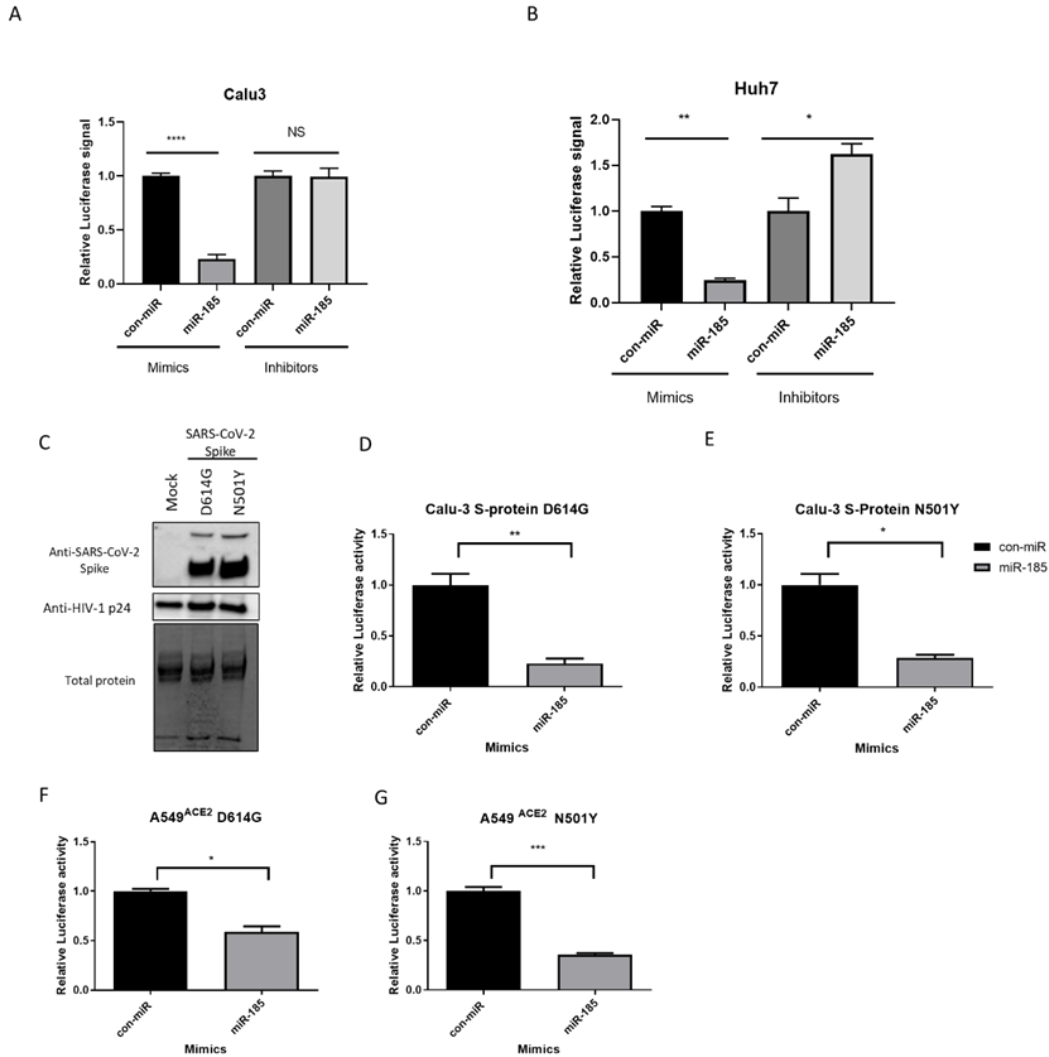 A
Calu3
Relative Luciferase signal
1.5
1.0
0.5
0.0
****
NS
con-miR
miR-185
con-miR
miR-185
Mimics
Inhibitors
B
Huh7
Relative Luciferase signal
2.0
1.5
1.0
0.5
0.0
**
*
con-miR
miR-185
con-miR
miR-185
Mimics
Inhibitors
C
SARS-CoV-2
Spike
Mock
D614G
N501Y
Anti-SARS-CoV-2
Spike
Anti-HIV-1 p24
Total protein
D
Calu-3 S-protein D614G
Relative Luciferase activity
1.5
1.0
0.5
0.0
**
con-miR
miR-185
Mimics
E
Calu-3 S-Protein N501Y
Relative Luciferase activity
1.5
1.0
0.5
0.0
*
con-miR
miR-185
Mimics
con-miR
miR-185
F
A549ACE2 D614G
Relative Luciferase activity
1.5
1.0
0.5
0.0
*
con-miR
miR-185
Mimics
G
A549 ACE2 N501Y
Relative Luciferase activity
1.5
1.0
0.5
0.0
***
con-miR
miR-185
Mimics